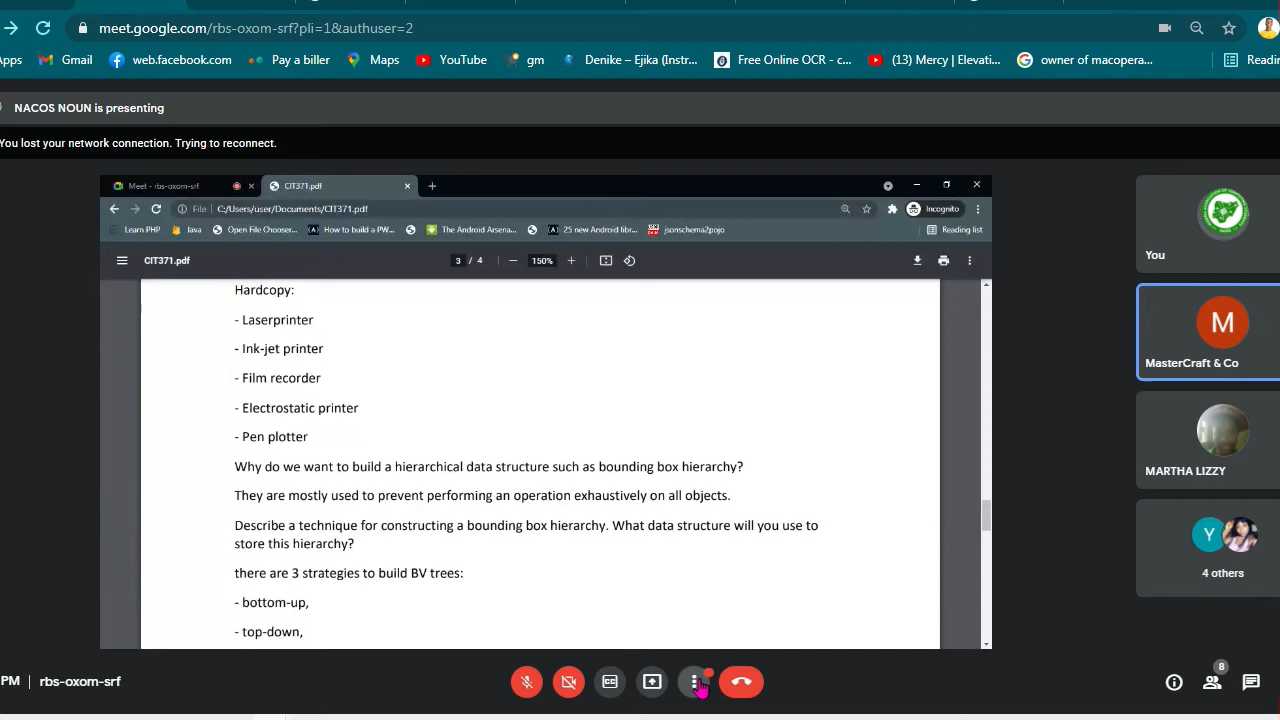 meet.google.com/rbs-oxom-srf?pli=1&authuser=2
Apps Gmail web.facebook.com Pay a biller Maps YouTube gm Denike – Ejika (Instr... Free Online OCR - c... (13) Mercy | Elevati... owner of macopera...
NACOS NOUN is presenting
You lost your network connection. Trying to reconnect.
Meet - rbs-oxom-srf CIT371.pdf
File C:/Users/user/Documents/CIT371.pdf Incognito
Learn PHP Java Open File Chooser... How to build a PW... The Android Arsena... 25 new Android libr... jsonschema2pojo Reading list
CIT371.pdf 3 / 4 150%
Hardcopy:
- Laserprinter
- Ink-jet printer
- Film recorder
- Electrostatic printer
- Pen plotter
Why do we want to build a hierarchical data structure such as bounding box hierarchy?
They are mostly used to prevent performing an operation exhaustively on all objects.
Describe a technique for constructing a bounding box hierarchy. What data structure will you use to
store this hierarchy?
there are 3 strategies to build BV trees:
- bottom-up,
- top-down,
You
M
MasterCraft & Co
MARTHA LIZZY
Y
4 others
PM | rbs-oxom-srf
8